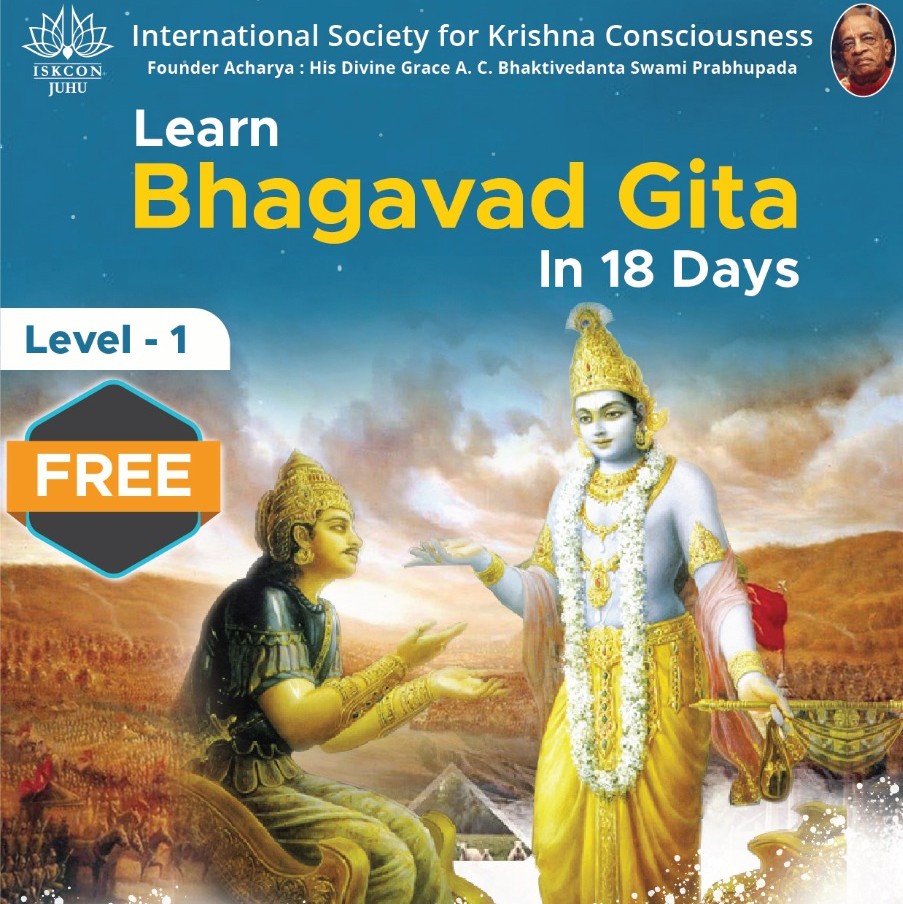 ISKCON
JUHU
International Society for Krishna Consciousness
Founder Acharya : His Divine Grace A. C. Bhaktivedanta Swami Prabhupada
Learn
Bhagavad Gita
In 18 Days
Level - 1
FREE